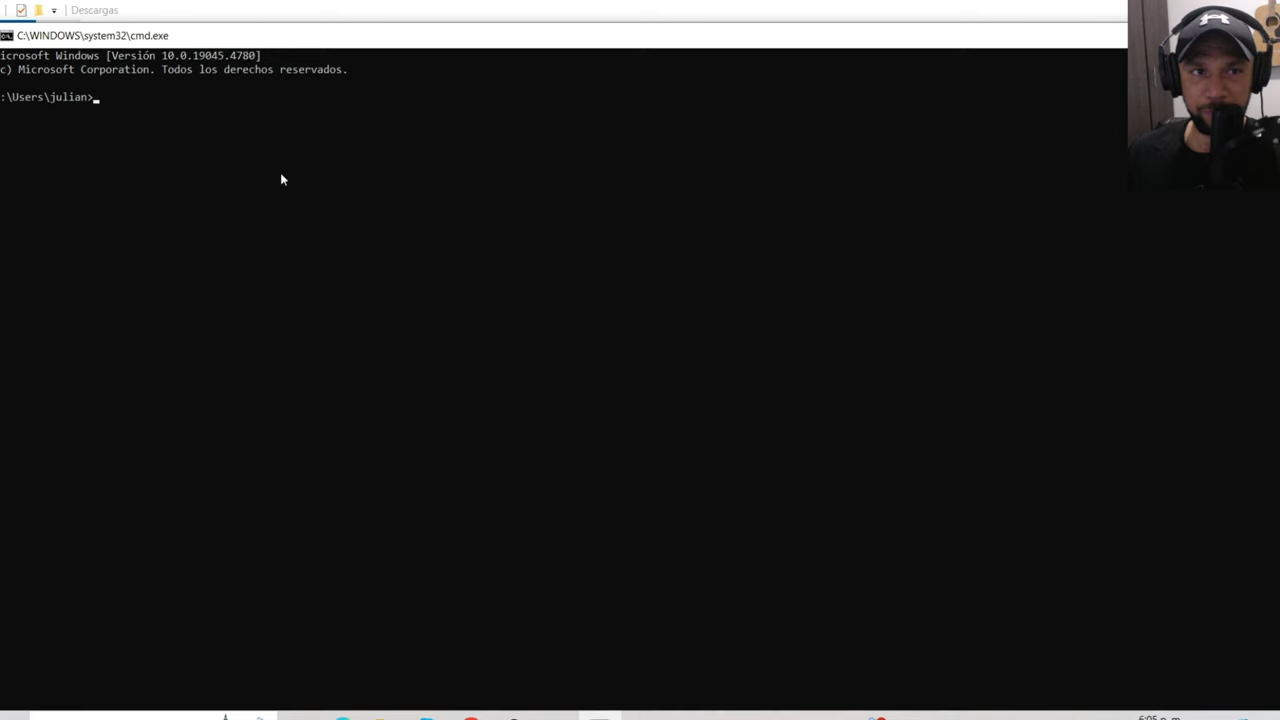 Descargas
C:\WINDOWS\system32\cmd.exe
icrosoft Windows [Versión 10.0.19045.4780]
c) Microsoft Corporation. Todos los derechos reservados.
:\Users\julian>